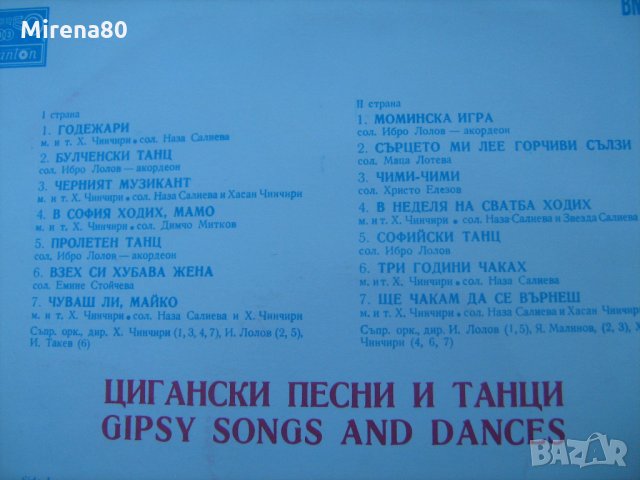 Mirena80
BK
I страна
1. ГОДЕЖАРИ
м. и т. Х. Чинчири • сол. Наза Салиева
2. БУЛЧЕНСКИ ТАНЦ
сол. Ибро Лолов — акордеон
3. ЧЕРНИЯТ МУЗИКАНТ
м. и т. Х. Чинчири • сол. Наза Салиева и Хасан Чинчири
4. В СОФИЯ ХОДИХ, МАМО
м. и т. Х. Чинчири • сол. Димчо Митков
5. ПРОЛЕТЕН ТАНЦ
сол. Ибро Лолов — акордеон
6. ВЗЕХ СИ ХУБАВА ЖЕНА
сол. Емине Стойчева
7. ЧУВАШ ЛИ, МАЙКО
м. и т. Х. Чинчири • сол. Наза Салиева и Х. Чинчири
Съпр. орк., дир. Х. Чинчири (1, 3, 4, 7), И. Лолов (2, 5),
И. Такев (6)
II страна
1. МОМИНСКА ИГРА
сол. Ибро Лолов — акордеон
2. СЪРЦЕТО МИ ЛЕЕ ГОРЧИВИ СЪЛЗИ
сол. Маца Лотева
3. ЧИМИ-ЧИМИ
сол. Христо Елезов
4. В НЕДЕЛЯ НА СВАТБА ХОДИХ
м. и т. Х. Чинчири • сол. Наза Салиева и Звезда Салиева
5. СОФИЙСКИ ТАНЦ
сол. Ибро Лолов
6. ТРИ ГОДИНИ ЧАКАХ
м. и т. Х. Чинчири • сол. Наза Салиева
7. ЩЕ ЧАКАМ ДА СЕ ВЪРНЕШ
м. и т. Х. Чинчири • сол. Наза Салиева и Хасан Чинчири
Съпр. орк., дир. И. Лолов (1, 5), Я. Малинов, (2, 3), Х.
Чинчири (4, 6, 7)
ЦИГАНСКИ ПЕСНИ И ТАНЦИ
GIPSY SONGS AND DANCES
BAZAR